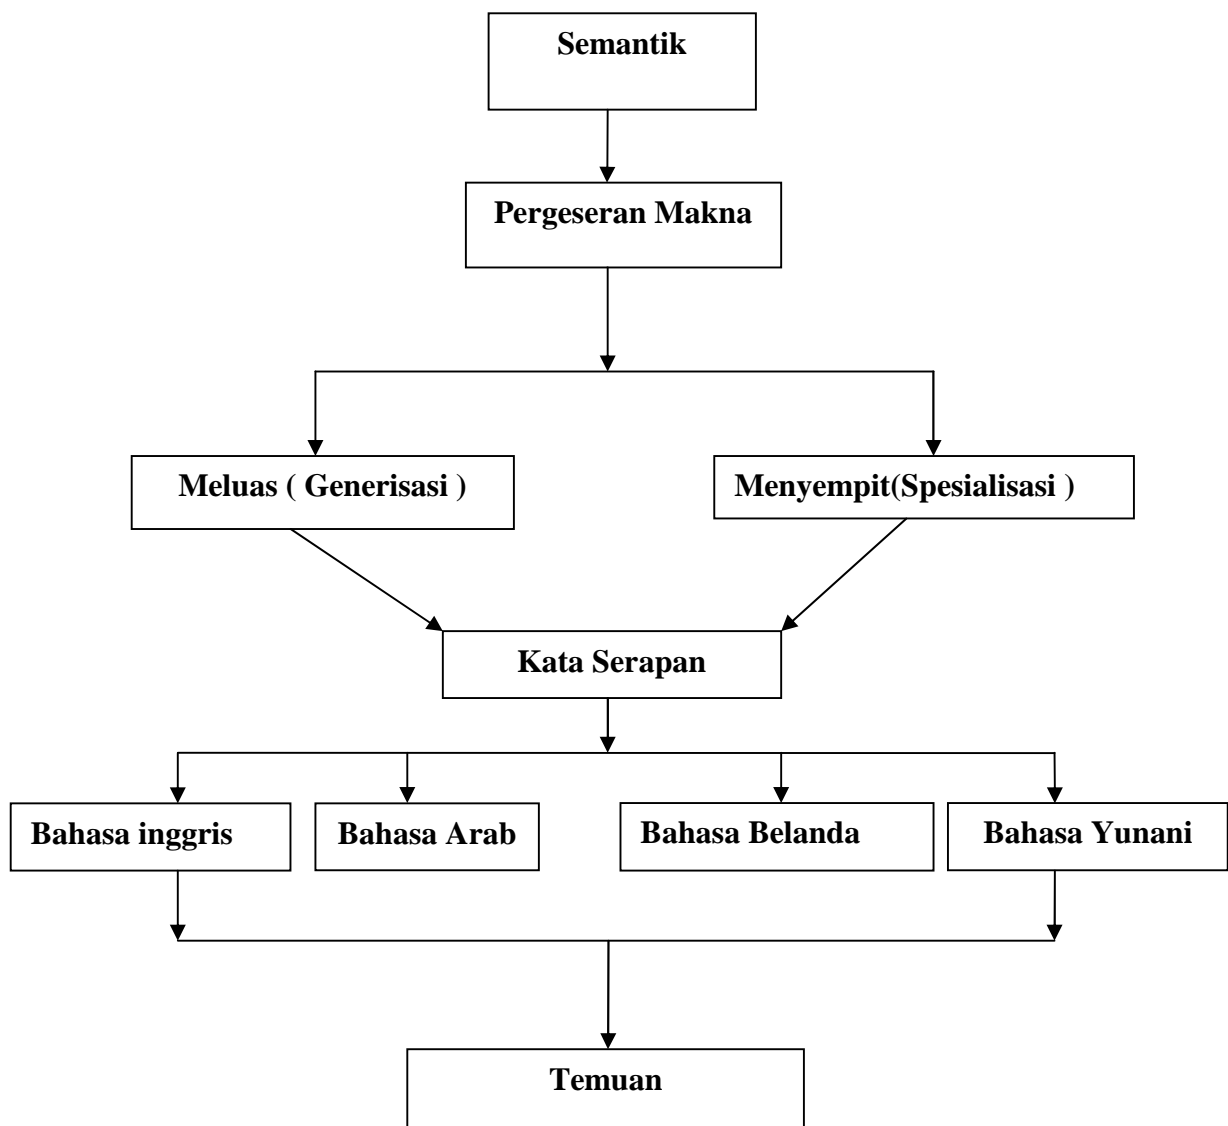 Semantik
Pergeseran Makna
Meluas ( Generisasi )
Menyempit(Spesialisasi )
Kata Serapan
Bahasa inggris
Bahasa Arab
Bahasa Belanda
Bahasa Yunani
Temuan